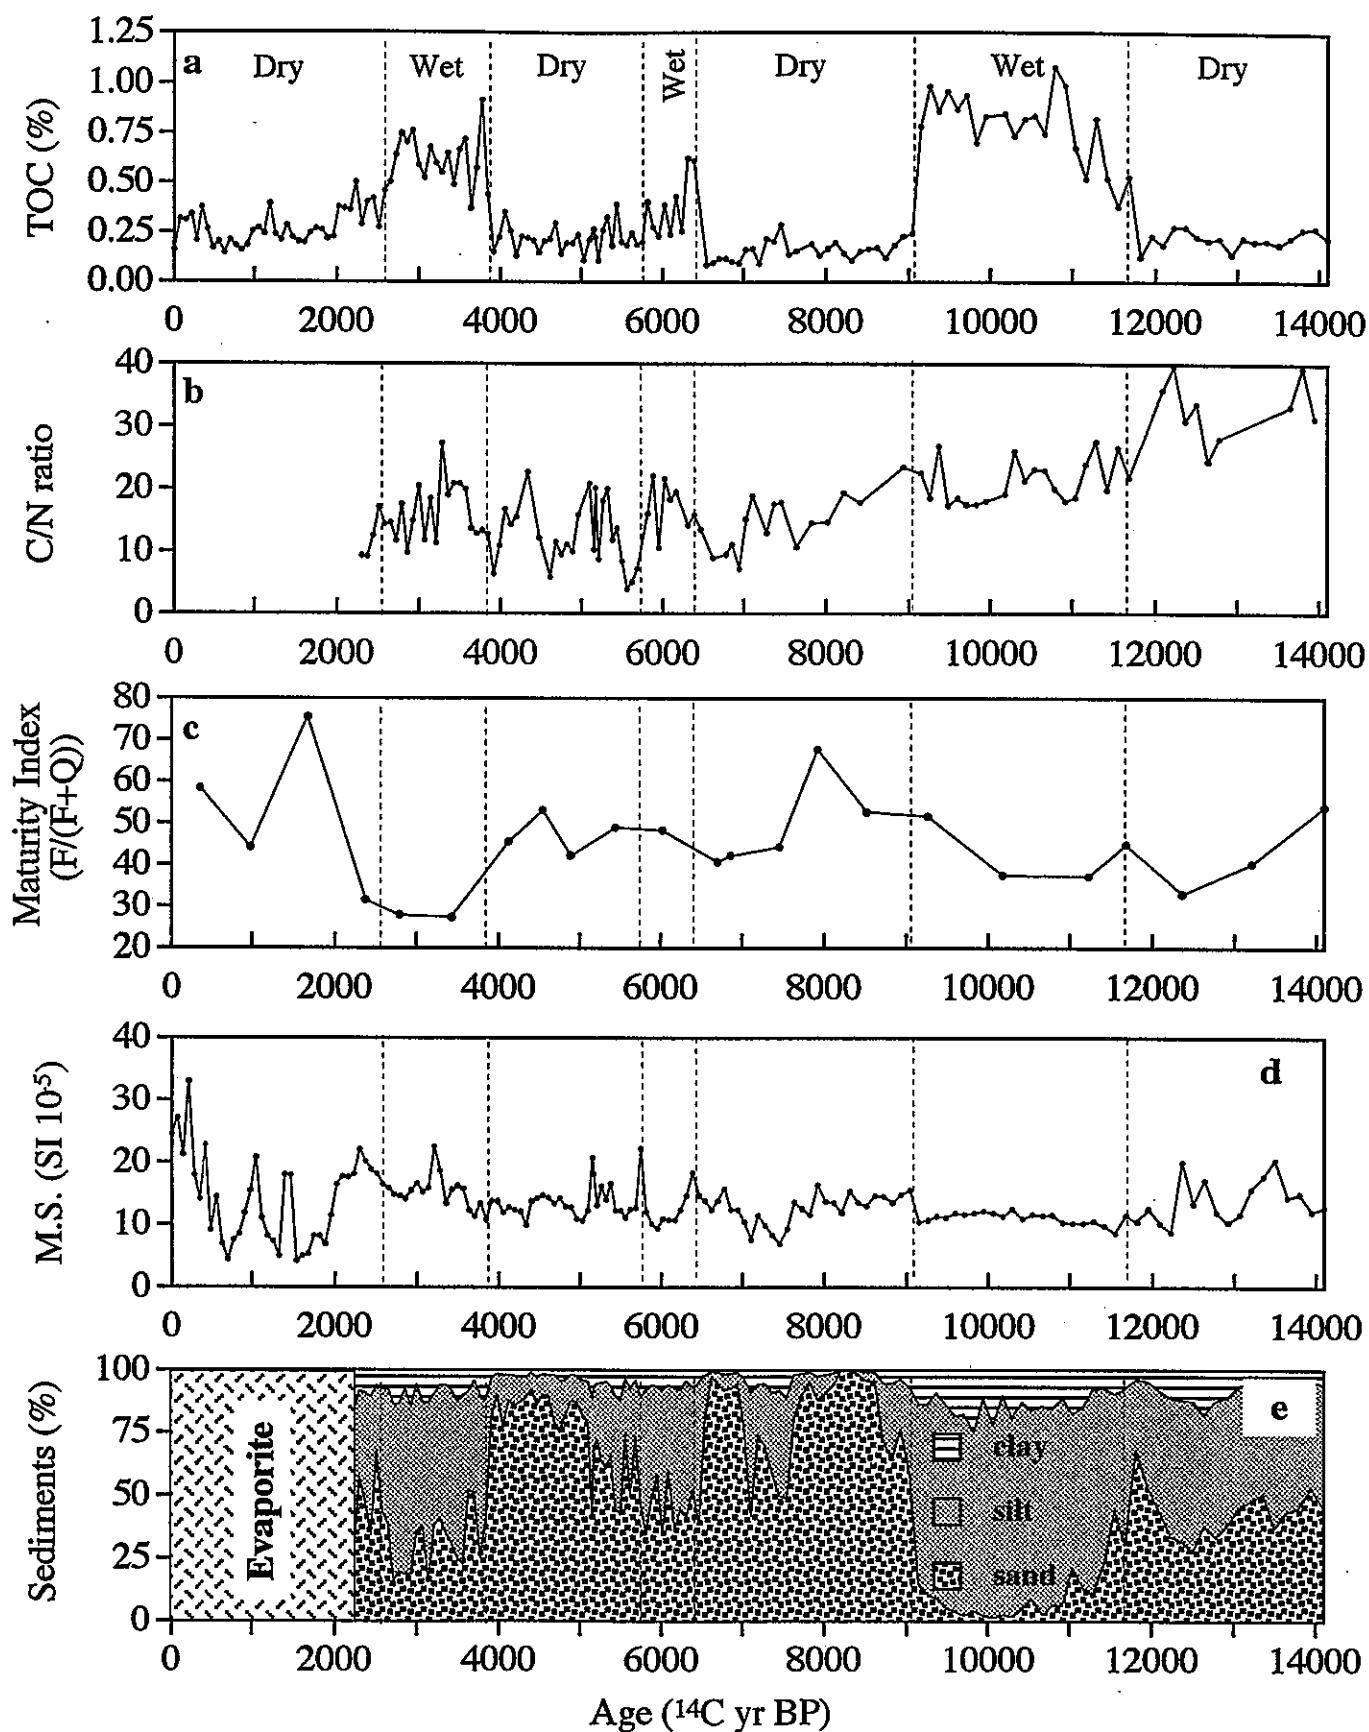 a
Dry
Wet
Dry
Wet
Dry
Wet
Dry
TOC (%)
1.25
1.00
0.75
0.50
0.25
0.00
0 2000 4000 6000 8000 10000 12000 14000
b
C/N ratio
40
30
20
10
0
0 2000 4000 6000 8000 10000 12000 14000
c
Maturity Index
(F/(F+Q))
80
70
60
50
40
30
20
0 2000 4000 6000 8000 10000 12000 14000
d
M.S. (SI 10⁻⁵)
40
30
20
10
0
0 2000 4000 6000 8000 10000 12000 14000
e
Sediments (%)
100
75
50
25
0
Evaporite
clay
silt
sand
0 2000 4000 6000 8000 10000 12000 14000
Age (¹⁴C yr BP)